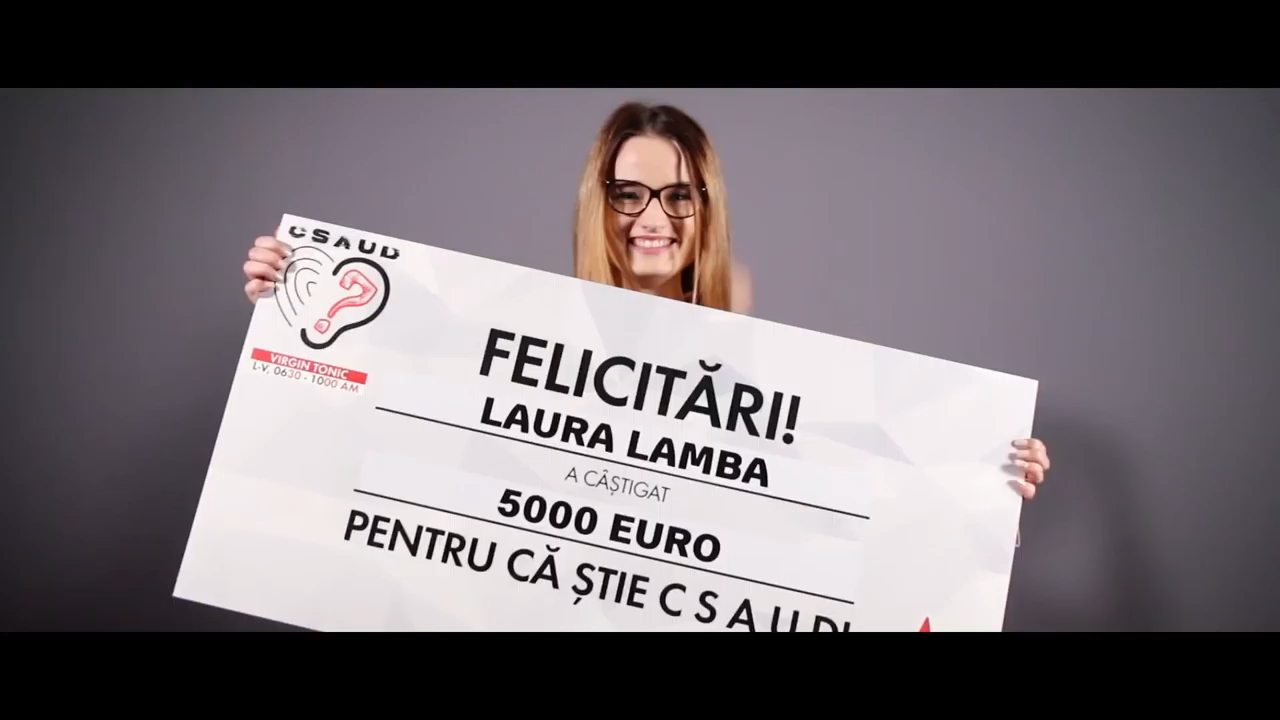 CSAUD
VIRGIN TONIC
L-V, 0630 - 1000 AM
FELICITĂRI!
LAURA LAMBA
A CÂȘTIGAT
5000 EURO
PENTRU CĂ ȘTIE C S A U D!